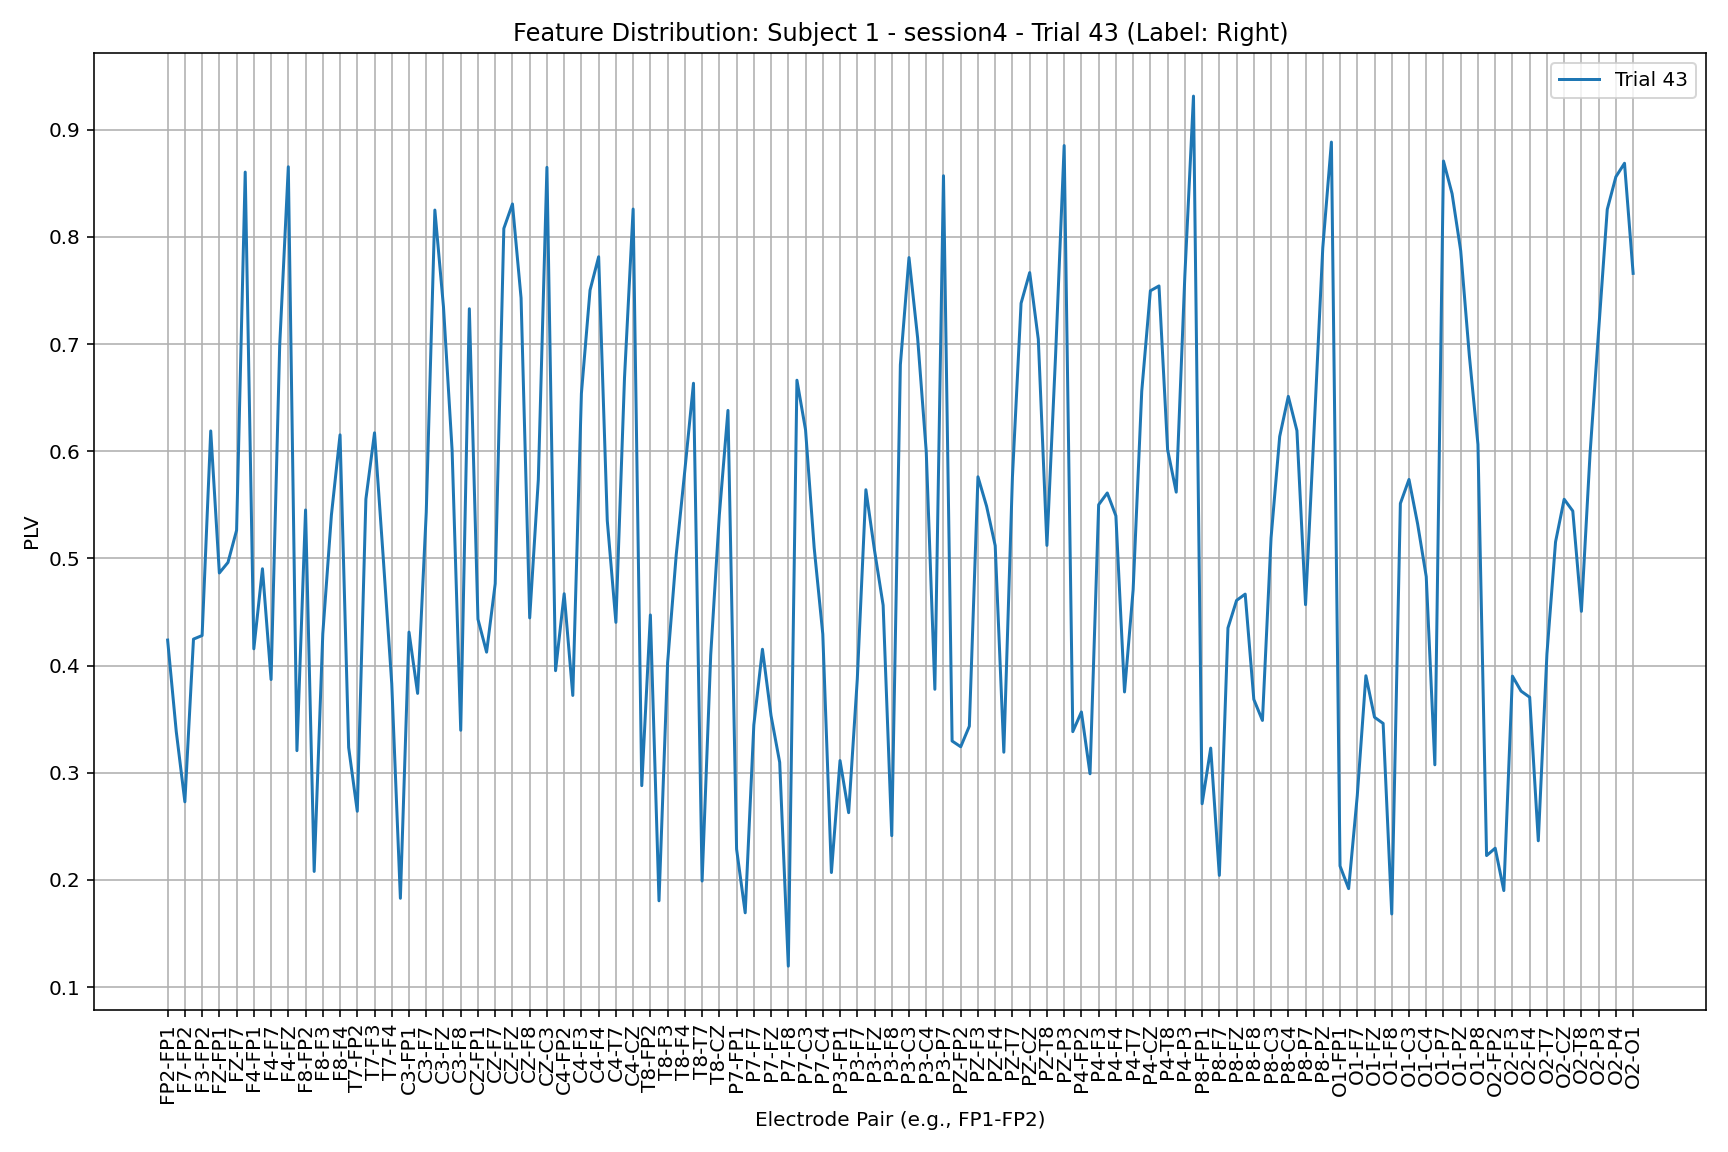 Feature Distribution: Subject 1 - session4 - Trial 43 (Label: Right)
Trial 43
PLV
0.9
0.8
0.7
0.6
0.5
0.4
0.3
0.2
0.1
FP2-FP1
F7-FP2
F3-FP2
FZ-FP1
FZ-F7
F4-FP1
F4-F7
F4-FZ
F8-FP2
F8-F3
F8-F4
T7-FP2
T7-F3
T7-F4
C3-FP1
C3-F7
C3-FZ
C3-F8
CZ-FP1
CZ-F7
CZ-FZ
CZ-F8
CZ-C3
C4-FP2
C4-F3
C4-F4
C4-T7
C4-CZ
T8-FP2
T8-F3
T8-F4
T8-T7
T8-CZ
P7-FP1
P7-F7
P7-FZ
P7-F8
P7-C3
P7-C4
P3-FP1
P3-F7
P3-FZ
P3-F8
P3-C3
P3-C4
P3-P7
PZ-FP2
PZ-F3
PZ-F4
PZ-T7
PZ-CZ
PZ-T8
PZ-P3
P4-FP2
P4-F3
P4-F4
P4-T7
P4-CZ
P4-T8
P4-P3
P8-FP1
P8-F7
P8-FZ
P8-F8
P8-C3
P8-C4
P8-P7
P8-PZ
O1-FP1
O1-F7
O1-FZ
O1-F8
O1-C3
O1-C4
O1-P7
O1-PZ
O1-P8
O2-FP2
O2-F3
O2-F4
O2-T7
O2-CZ
O2-T8
O2-P3
O2-P4
O2-O1
Electrode Pair (e.g., FP1-FP2)